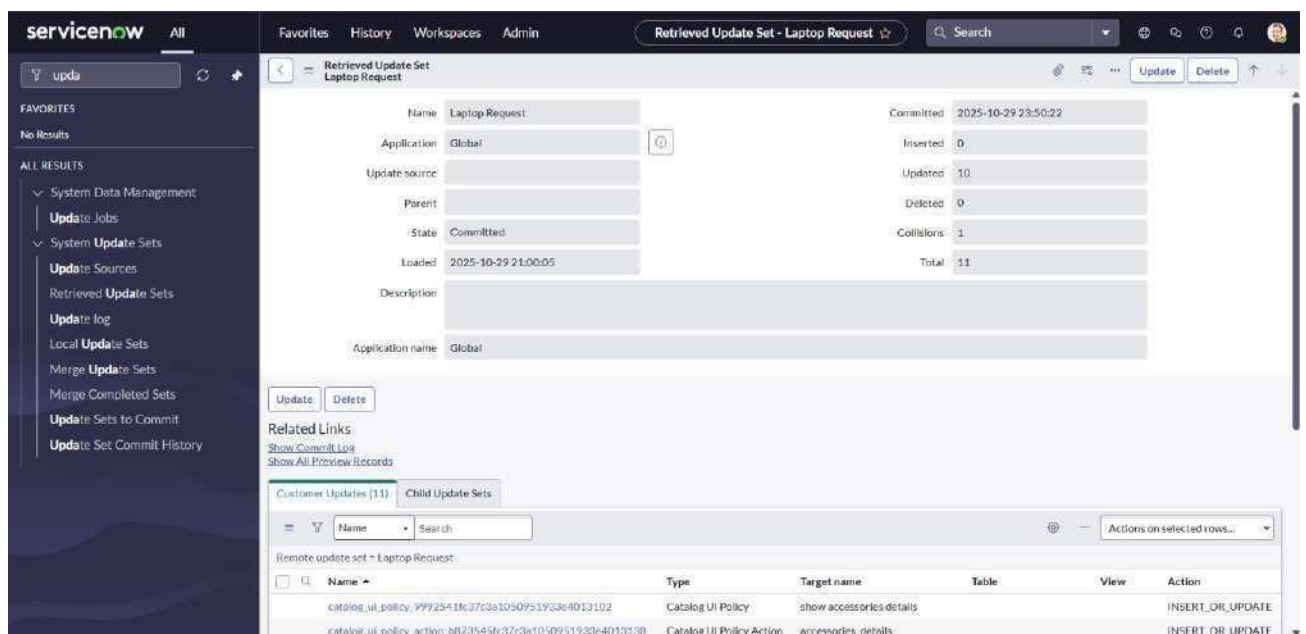 servicenow All Favorites History Workspaces Admin Retrieved Update Set - Laptop Request Search
upda
FAVORITES
No Results
ALL RESULTS
System Data Management
Update Jobs
System Update Sets
Update Sources
Retrieved Update Sets
Update log
Local Update Sets
Merge Update Sets
Merge Completed Sets
Update Sets to Commit
Update Set Commit History
Retrieved Update Set
Laptop Request
Update Delete
Name Laptop Request Committed 2025-10-29 23:50:22
Application Global Inserted 0
Update source Updated 10
Parent Deleted 0
State Committed Collisions 1
Loaded 2025-10-29 21:00:05 Total 11
Description
Application name Global
Update Delete
Related Links
Show Commit Log
Show All Preview Records
Customer Updates (11) Child Update Sets
Name Search Actions on selected rows...
Remote update set = Laptop Request
Name Type Target name Table View Action
catalog_ui_policy_9992541fc37c3a1050951933e4013102 Catalog UI Policy show accessories details INSERT_OR_UPDATE
catalog_ui_policy_action_b873545fc37c3a1050951933e4013138 Catalog UI Policy Action accessories_details INSERT_OR_UPDATE